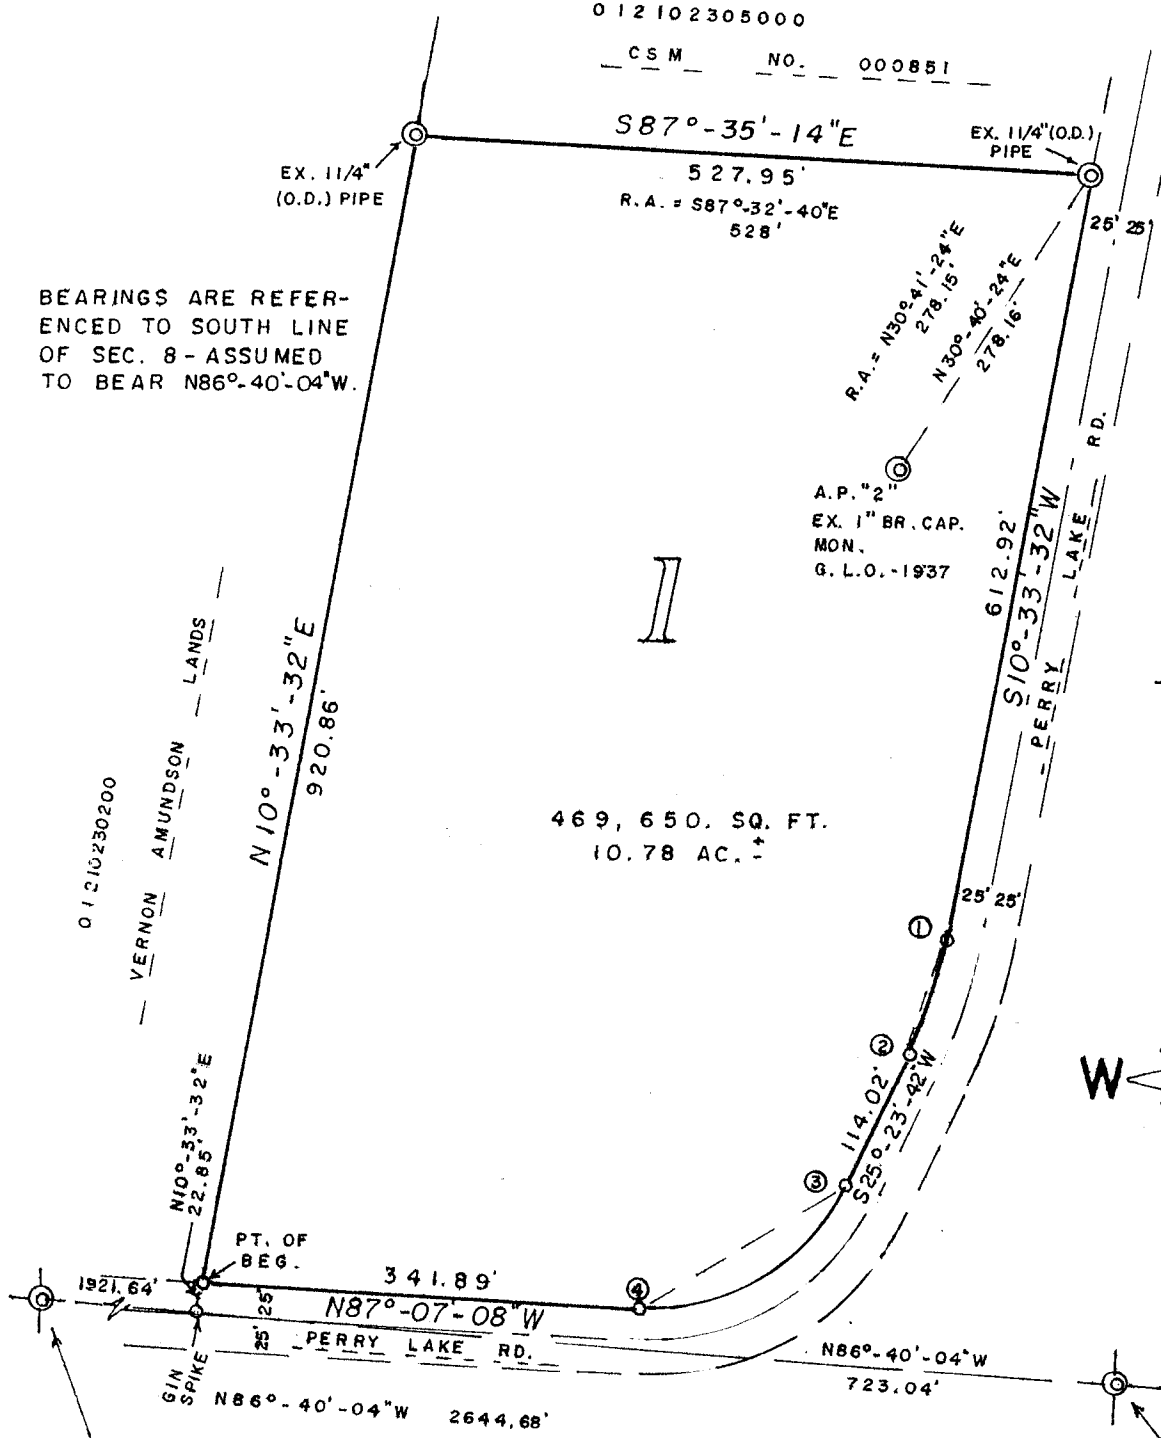 012102305000
CSM NO. 000851
S87°-35'-14"E
527.95'
R.A. = S87°-32'-40"E
528'
EX. 1 1/4" (O.D.)
PIPE
EX. 1 1/4"
(O.D.) PIPE
25' 25'
R.A. = N30°-41'-24"E
278.15'
N30°-40'-24"E
278.16'
BEARINGS ARE REFER-
ENCED TO SOUTH LINE
OF SEC. 8 - ASSUMED
TO BEAR N86°-40'-04"W.
A.P. "2"
EX. 1" BR. CAP.
MON.
G.L.O. - 1937
612.92'
S10°-33'-32"W
PERRY LAKE RD.
1
N10°-33'-32"E
920.86'
VERNON AMUNDSON LANDS
01210230200
469,650. SQ. FT.
10.78 AC. ±
25' 25'
1
2
114.02'
S25°-23'-42"W
3
W
N10°-33'-32"E
22.85'
PT. OF
BEG.
1921.64'
341.89'
4
N87°-07'-08"W
25' 25'
PERRY LAKE RD.
GIN
SPIKE
N86°-40'-04"W
723.04'
N86°-40'-04"W 2644.68'